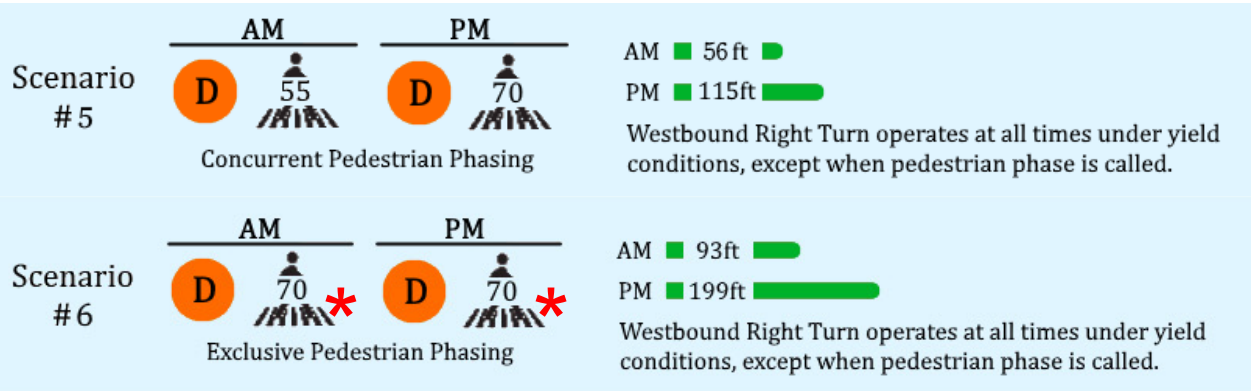 AM PM
Scenario
#5
D 55 D 70
Concurrent Pedestrian Phasing
AM 56 ft
PM 115ft
Westbound Right Turn operates at all times under yield
conditions, except when pedestrian phase is called.
AM PM
Scenario
#6
D 70 * D 70 *
Exclusive Pedestrian Phasing
AM 93ft
PM 199ft
Westbound Right Turn operates at all times under yield
conditions, except when pedestrian phase is called.